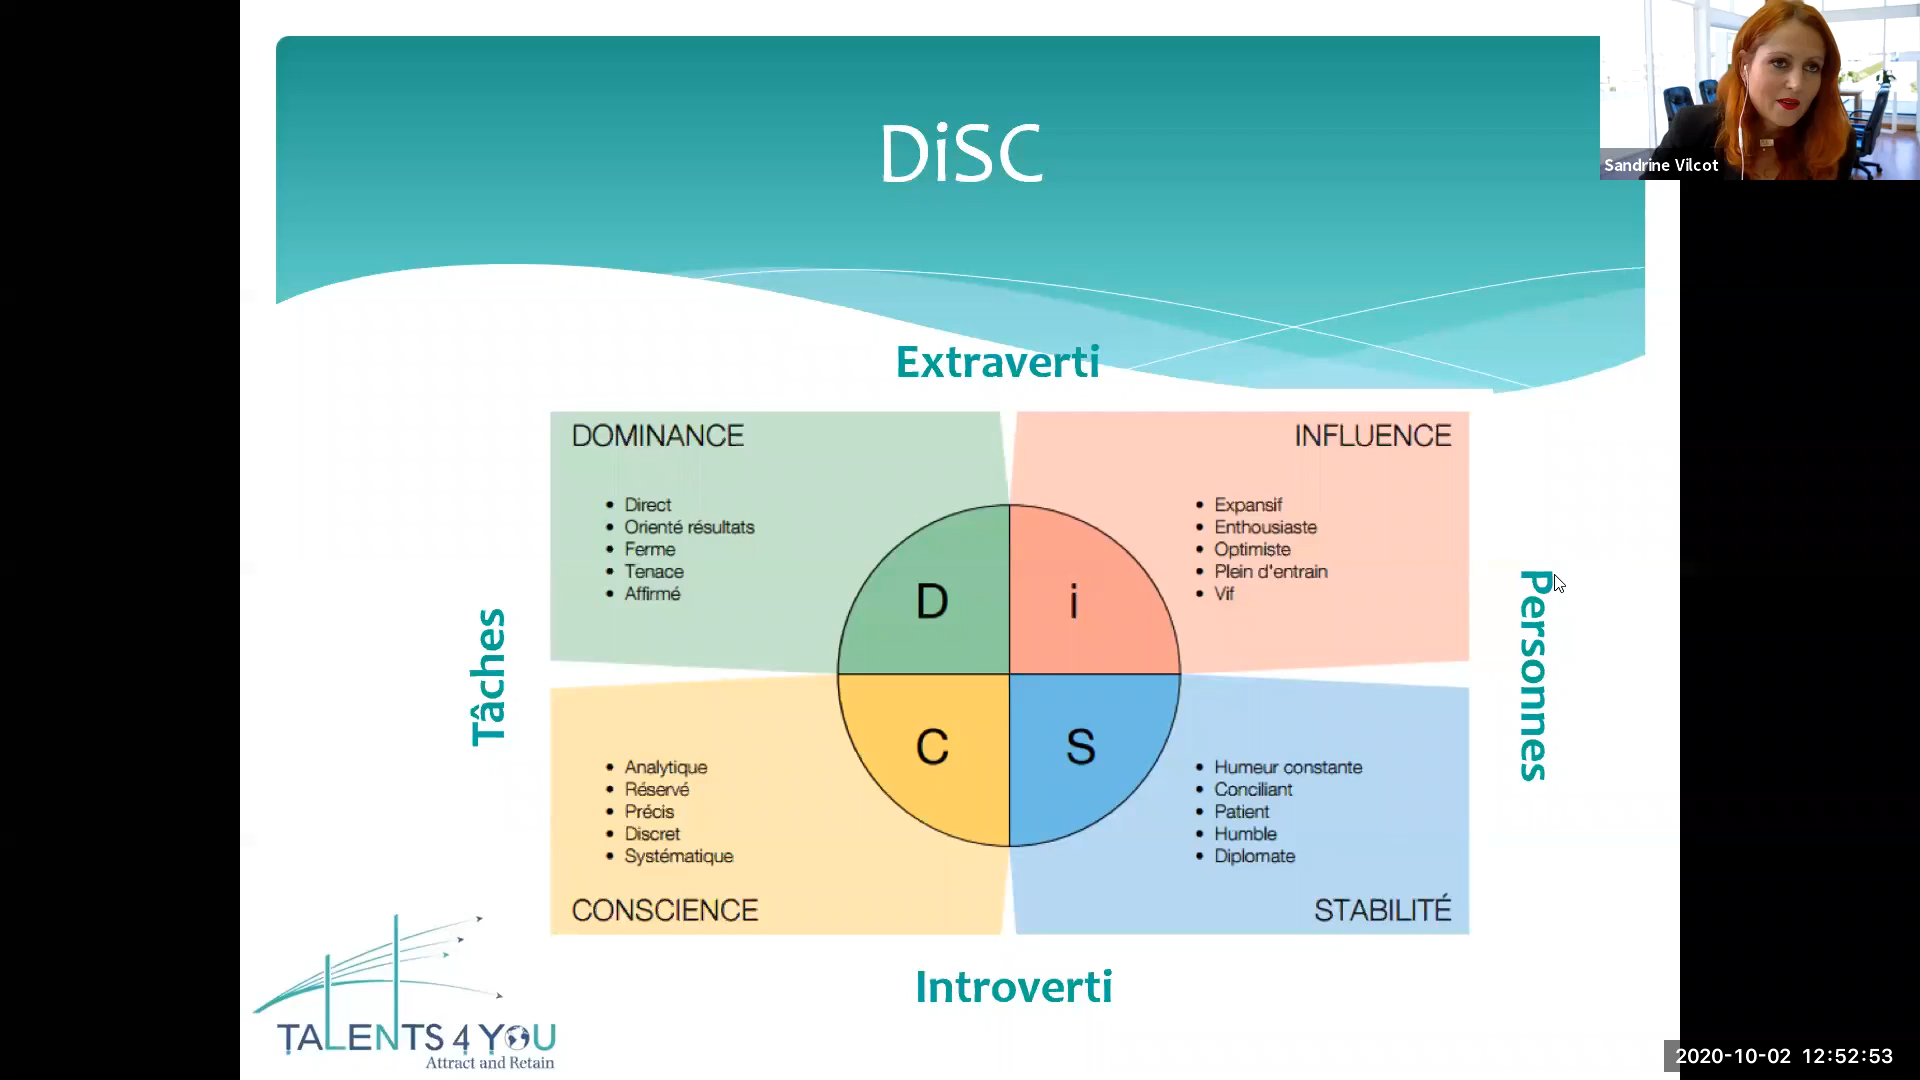 DiSC
Sandrine Vilcot
Extraverti
DOMINANCE
• Direct
• Orienté résultats
• Ferme
• Tenace
• Affirmé
INFLUENCE
• Expansif
• Enthousiaste
• Optimiste
• Plein d'entrain
• Vif
Tâches
D
i
C
S
Personnes
• Analytique
• Réservé
• Précis
• Discret
• Systématique
CONSCIENCE
• Humeur constante
• Conciliant
• Patient
• Humble
• Diplomate
STABILITÉ
Introverti
TALENTS 4 YOU
Attract and Retain
2020-10-02 12:52:53